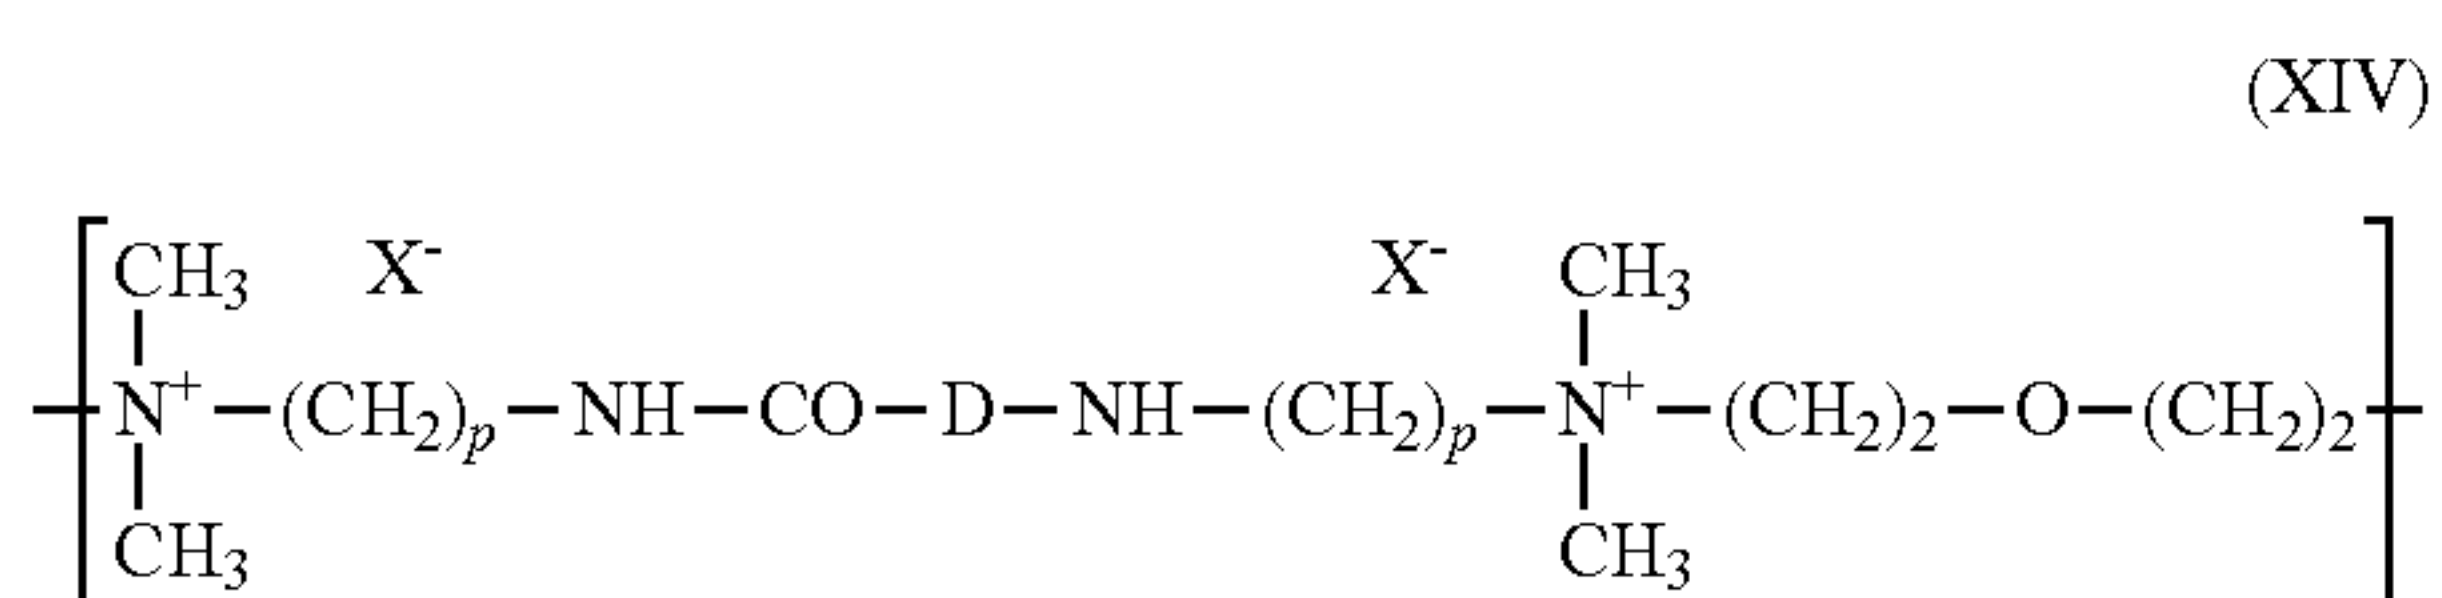 (XIV)
CH₃ X⁻ X⁻ CH₃
—N⁺—(CH₂)ₚ—NH—CO—D—NH—(CH₂)ₚ—N⁺—(CH₂)₂—O—(CH₂)₂—
CH₃ CH₃